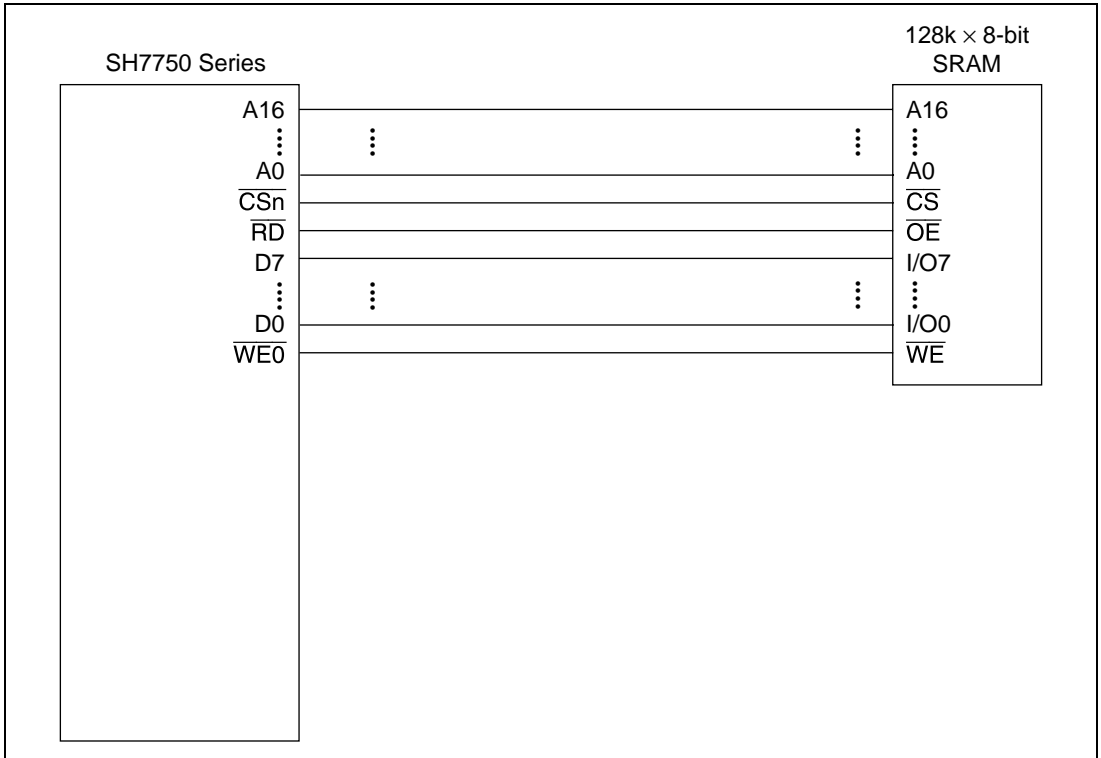 128k × 8-bit
SRAM
SH7750 Series
A16
A0
CSn
RD
D7
D0
WE0
A16
A0
CS
OE
I/O7
I/O0
WE